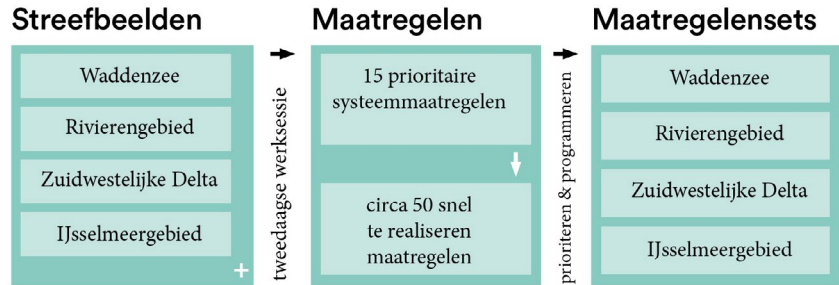 Streefbeelden
Waddenzee
Rivierengebied
Zuidwestelijke Delta
IJsselmeergebied
+
tweedaagse werksessie
Maatregelen
15 prioritaire
systeemmaatregelen
circa 50 snel
te realiseren
maatregelen
prioriteren & programmeren
Maatregelensets
Waddenzee
Rivierengebied
Zuidwestelijke Delta
IJsselmeergebied